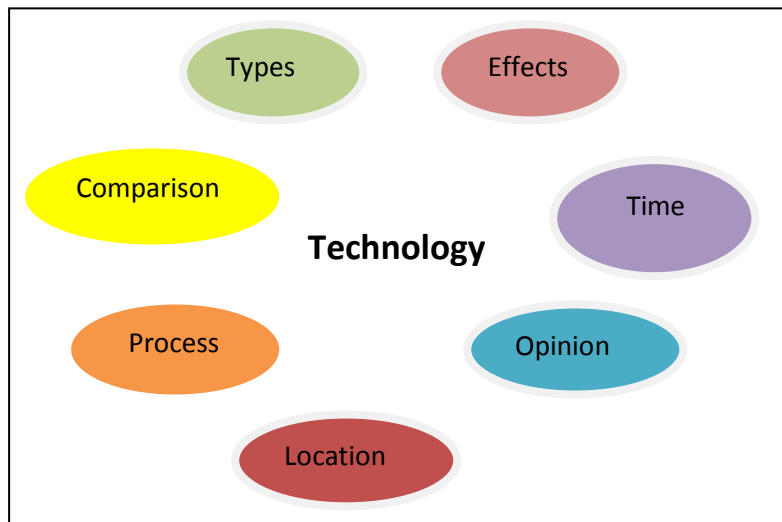 Types
Effects
Comparison
Time
Technology
Process
Opinion
Location